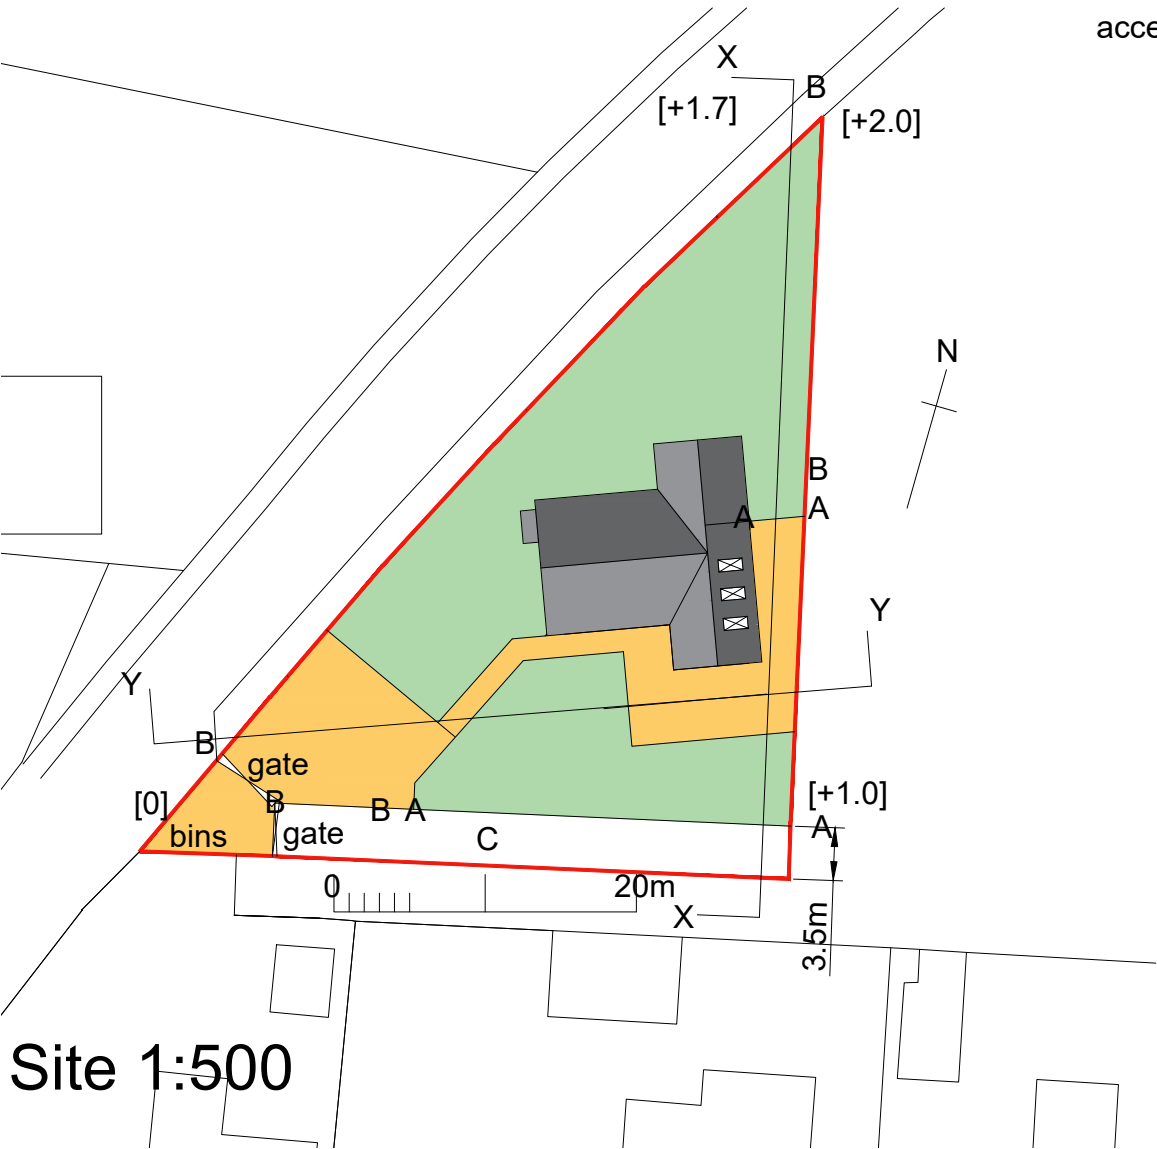 acce
X
B
[+1.7]
[+2.0]
N
B
A
A
Y
Y
B
gate
[0]
B
B
A
[+1.0]
bins
gate
C
A
0
20m
X
3.5m
Site 1:500